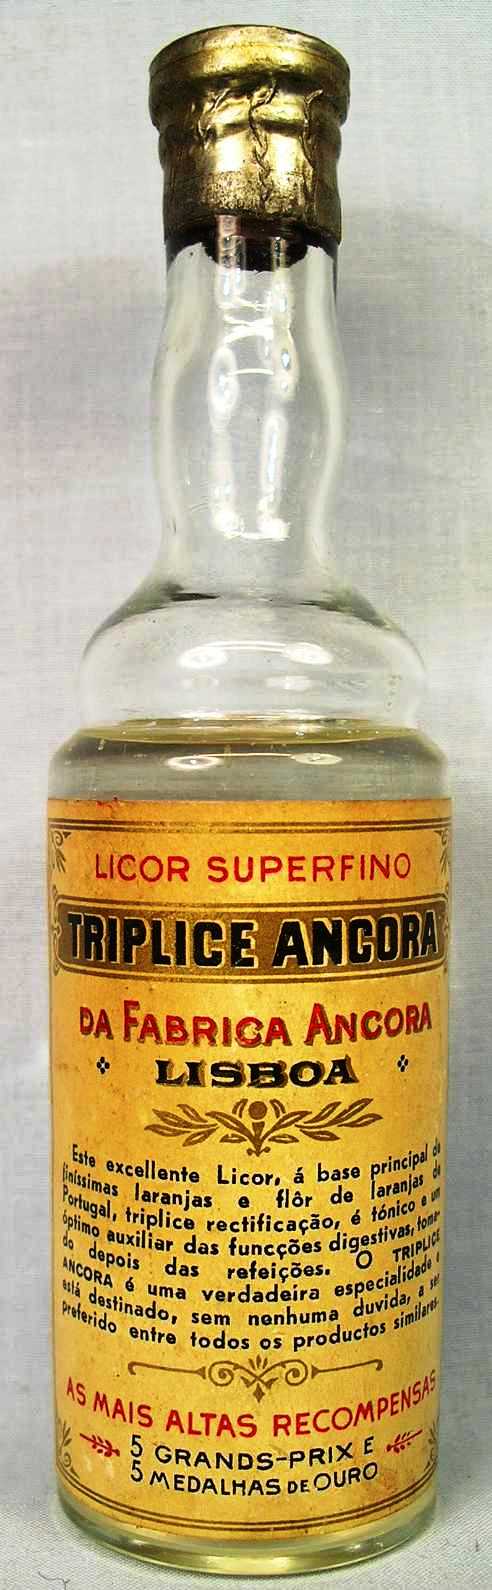 LICOR SUPERFINO
TRIPLICE ANCORA
DA FABRICA ANCORA
LISBOA
Este excellente Licor, á base principal de
finíssimas laranjas e flôr de laranjas de
Portugal, triplice rectificação, é tónico e um
óptimo auxiliar das funcções digestivas, toma-
do depois das refeições. O TRIPLICE
ANCORA é uma verdadeira especialidade e
está destinado, sem nenhuma duvida, a ser
preferido entre todos os productos similares.
AS MAIS ALTAS RECOMPENSAS
5 GRANDS-PRIX E
5 MEDALHAS DE OURO